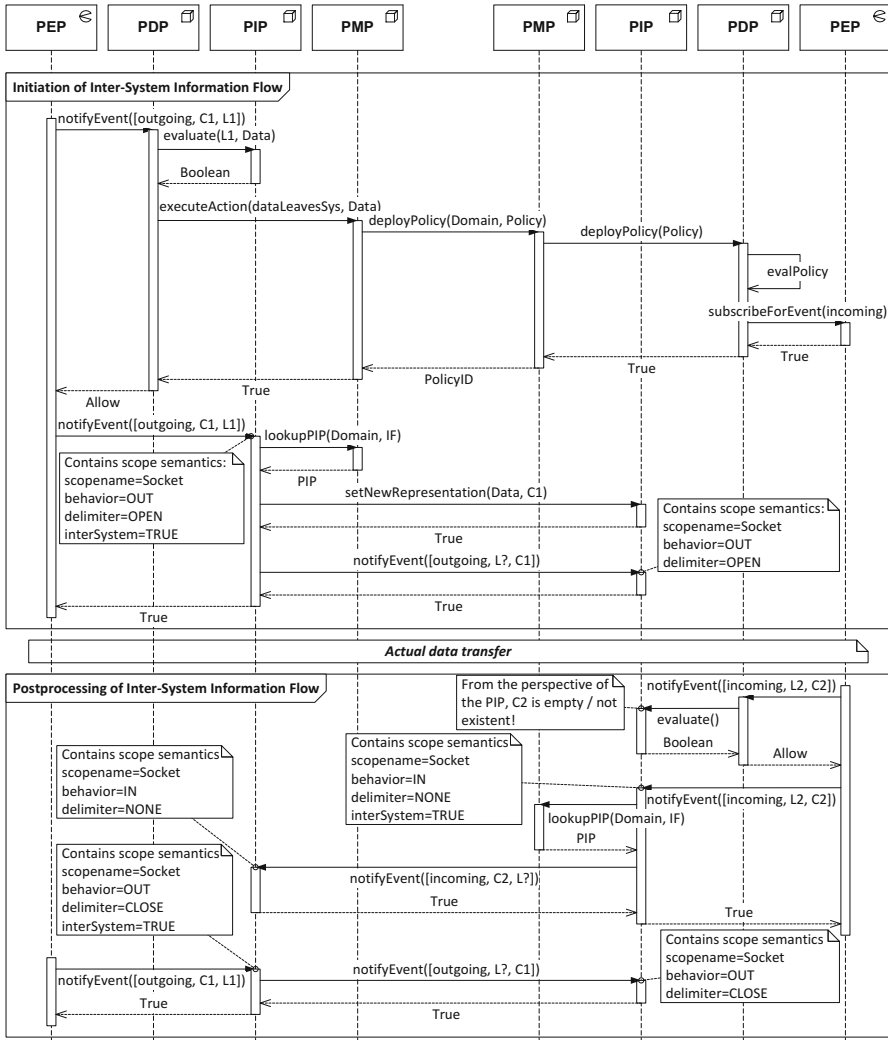 PEP PDP PIP PMP PMP PIP PDP PEP
Initiation of Inter-System Information Flow
notifyEvent([outgoing, C1, L1])
evaluate(L1, Data)
Boolean
executeAction(dataLeavesSys, Data)
deployPolicy(Domain, Policy)
deployPolicy(Policy)
evalPolicy
subscribeForEvent(incoming)
True
True
PolicyID
True
Allow
notifyEvent([outgoing, C1, L1])
lookupPIP(Domain, IF)
Contains scope semantics:
scopename=Socket
behavior=OUT
delimiter=OPEN
interSystem=TRUE
PIP
setNewRepresentation(Data, C1)
True
Contains scope semantics:
scopename=Socket
behavior=OUT
delimiter=OPEN
notifyEvent([outgoing, L?, C1])
True
True
Actual data transfer
Postprocessing of Inter-System Information Flow
From the perspective of
the PIP, C2 is empty / not
existent!
notifyEvent([incoming, L2, C2])
evaluate()
Boolean
Allow
Contains scope semantics
scopename=Socket
behavior=IN
delimiter=NONE
Contains scope semantics
scopename=Socket
behavior=IN
delimiter=NONE
interSystem=TRUE
notifyEvent([incoming, L2, C2])
lookupPIP(Domain, IF)
PIP
Contains scope semantics
scopename=Socket
behavior=OUT
delimiter=CLOSE
interSystem=TRUE
notifyEvent([incoming, C2, L?])
True
True
Contains scope semantics
scopename=Socket
behavior=OUT
delimiter=CLOSE
notifyEvent([outgoing, C1, L1])
notifyEvent([outgoing, L?, C1])
True
True